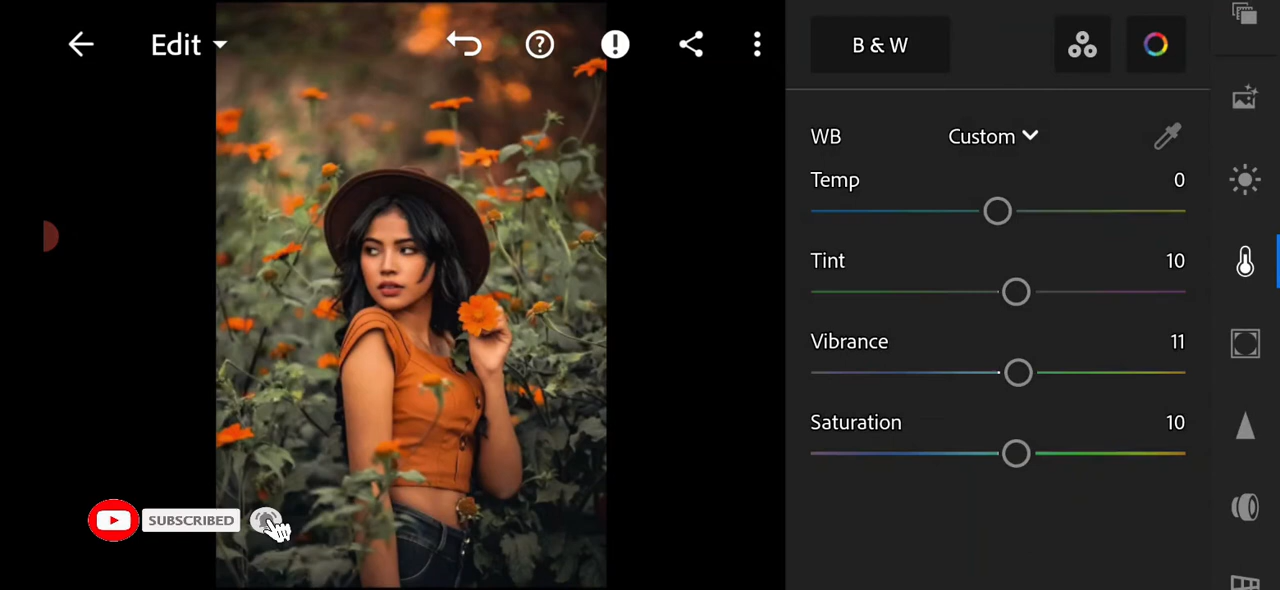 Edit
B & W
WB Custom
Temp 0
Tint 10
Vibrance 11
Saturation 10
SUBSCRIBED